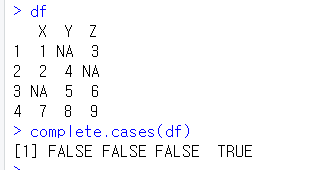 > df
   X  Y  Z
1  1 NA  3
2  2  4 NA
3 NA  5  6
4  7  8  9
> complete.cases(df)
[1] FALSE FALSE FALSE  TRUE
>